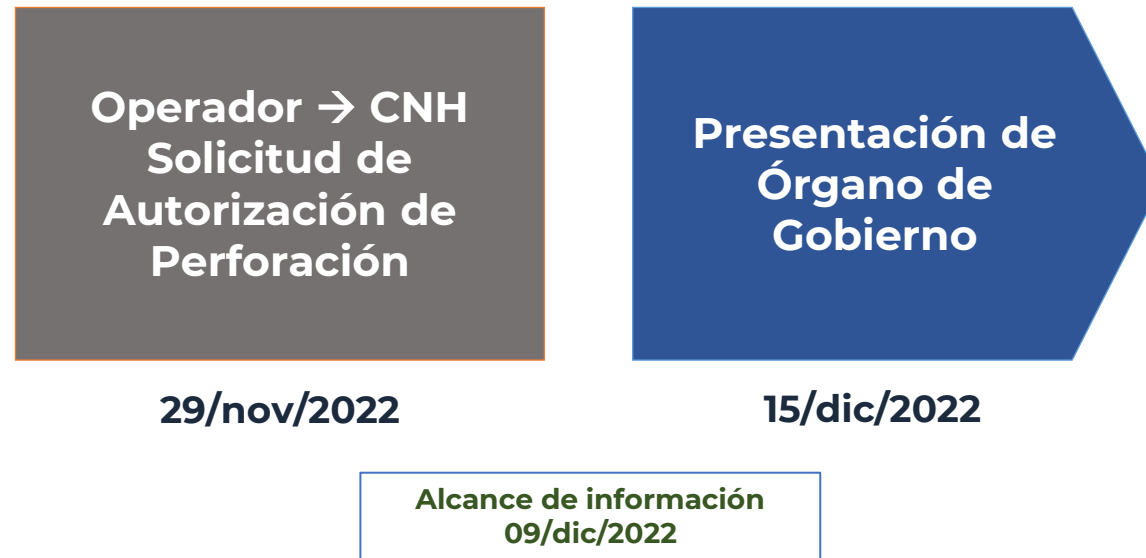 Operador → CNH
Solicitud de
Autorización de
Perforación
Presentación de
Órgano de
Gobierno
29/nov/2022
15/dic/2022
Alcance de información
09/dic/2022